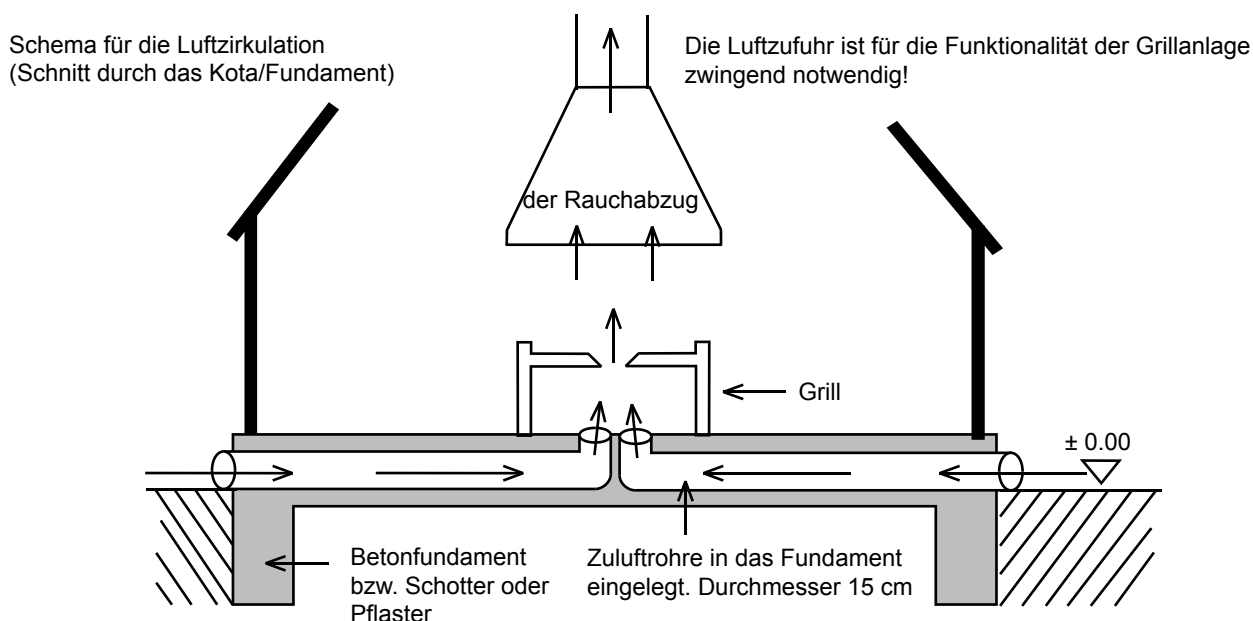 Schema für die Luftzirkulation
(Schnitt durch das Kota/Fundament)
Die Luftzufuhr ist für die Funktionalität der Grillanlage
zwingend notwendig!
der Rauchabzug
Grill
± 0.00
Betonfundament
bzw. Schotter oder
Pflaster
Zuluftrohre in das Fundament
eingelegt. Durchmesser 15 cm